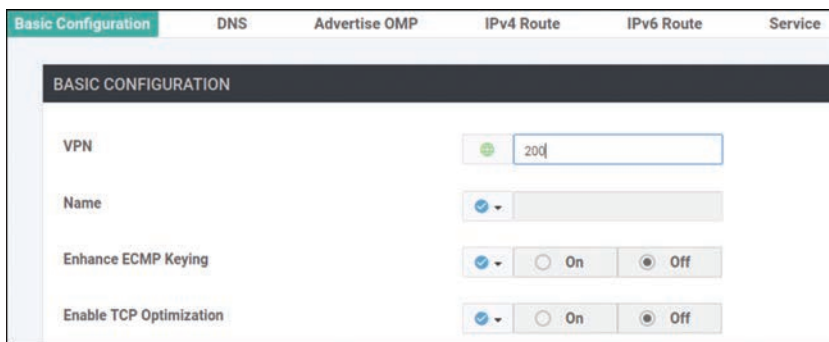 Basic Configuration DNS Advertise OMP IPv4 Route IPv6 Route Service
BASIC CONFIGURATION
VPN 200
Name
Enhance ECMP Keying On Off
Enable TCP Optimization On Off